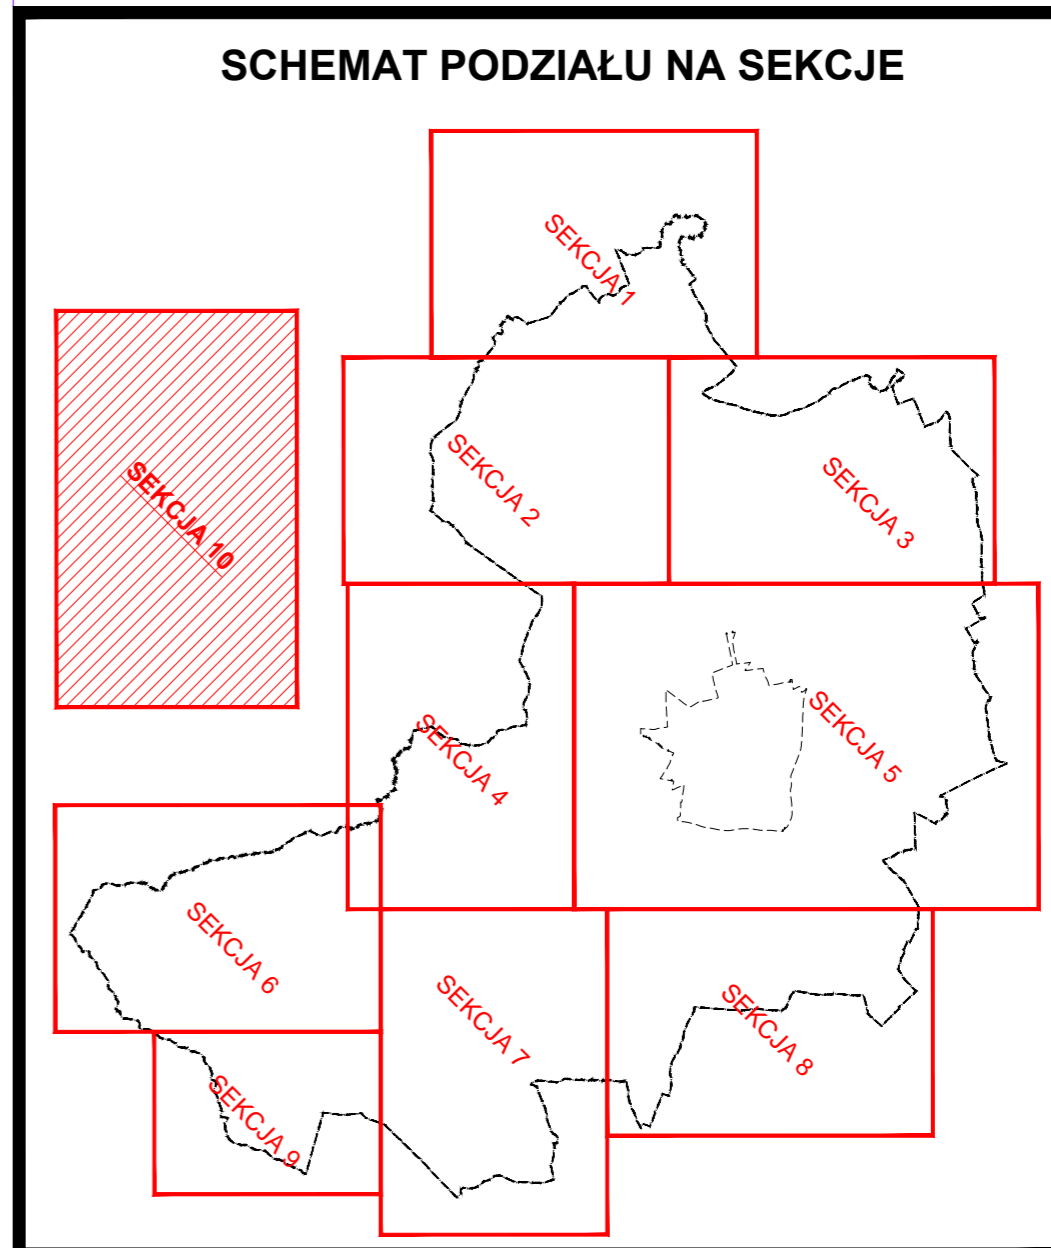 SCHEMAT PODZIAŁU NA SEKCJE
SEKCJA 1
SEKCJA 2
SEKCJA 3
SEKCJA 10
SEKCJA 4
SEKCJA 5
SEKCJA 6
SEKCJA 7
SEKCJA 8
SEKCJA 9